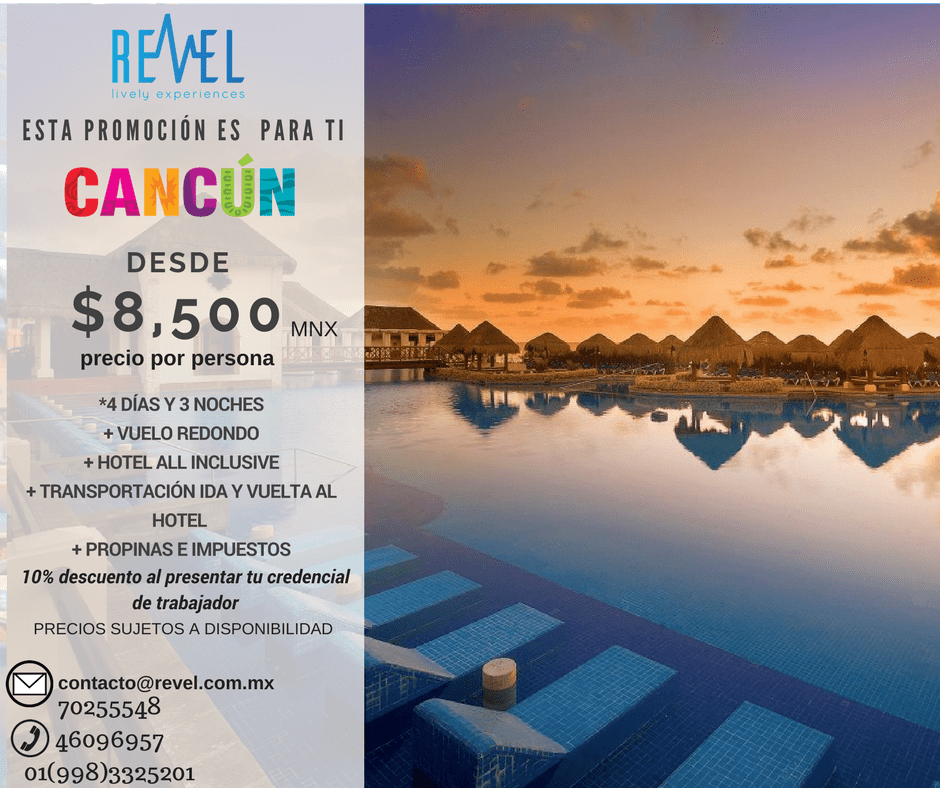 REVEL
lively experiences
ESTA PROMOCIÓN ES PARA TI
CANCÚN
DESDE
$8,500 MNX
precio por persona
*4 DÍAS Y 3 NOCHES
+ VUELO REDONDO
+ HOTEL ALL INCLUSIVE
+ TRANSPORTACIÓN IDA Y VUELTA AL
HOTEL
+ PROPINAS E IMPUESTOS
10% descuento al presentar tu credencial
de trabajador
PRECIOS SUJETOS A DISPONIBILIDAD
contacto@revel.com.mx
70255548
46096957
01(998)3325201